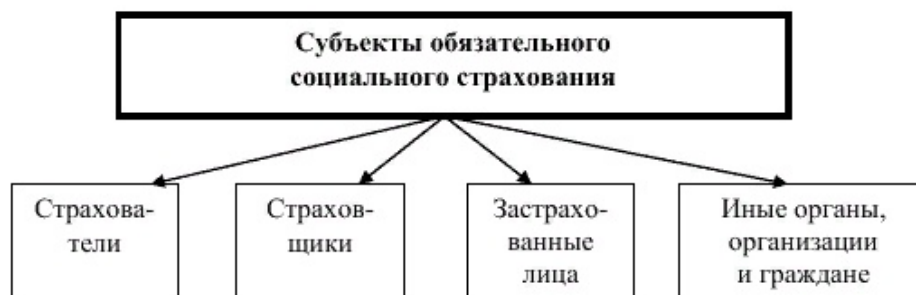 Субъекты обязательного
социального страхования
Страхова-
тели
Страхов-
щики
Застрахо-
ванные
лица
Иные органы,
организации
и граждане